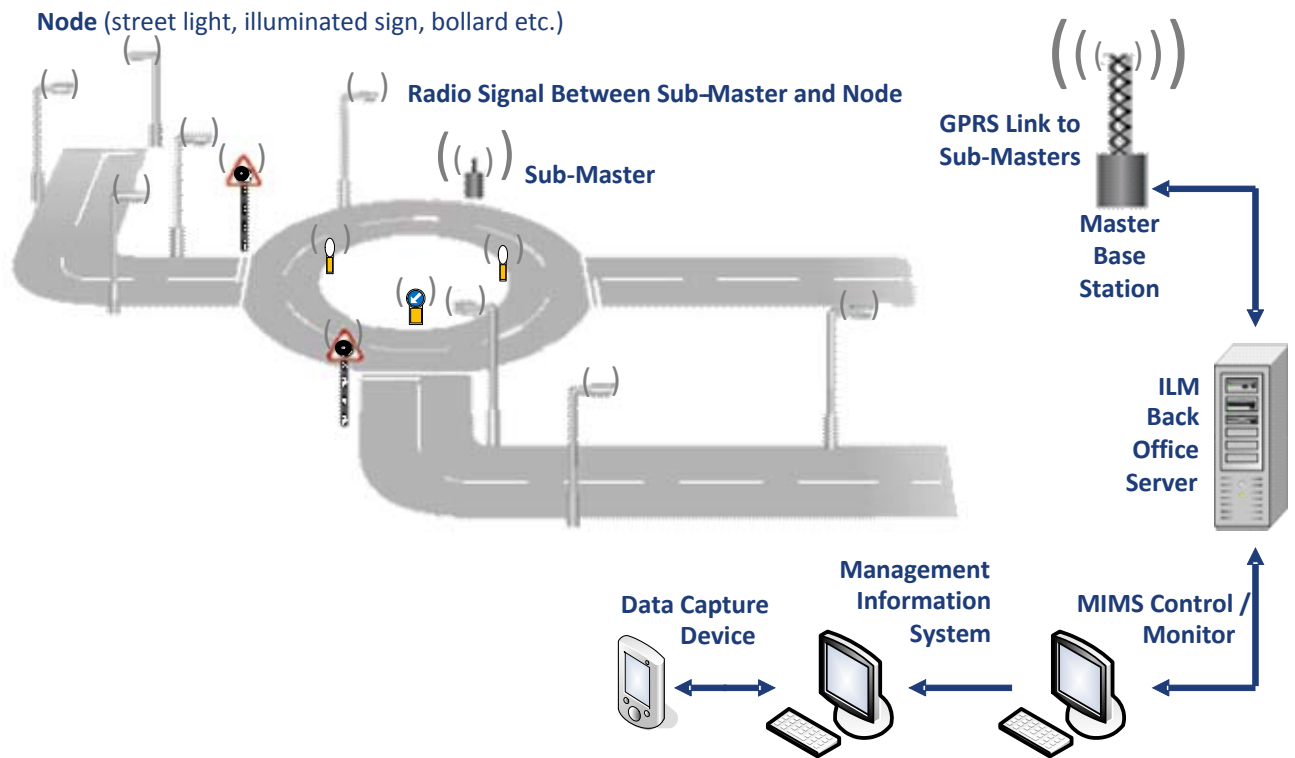 Node (street light, illuminated sign, bollard etc.)
Radio Signal Between Sub-Master and Node
Sub-Master
GPRS Link to
Sub-Masters
Master
Base
Station
ILM
Back
Office
Server
Data Capture
Device
Management
Information
System
MIMS Control /
Monitor